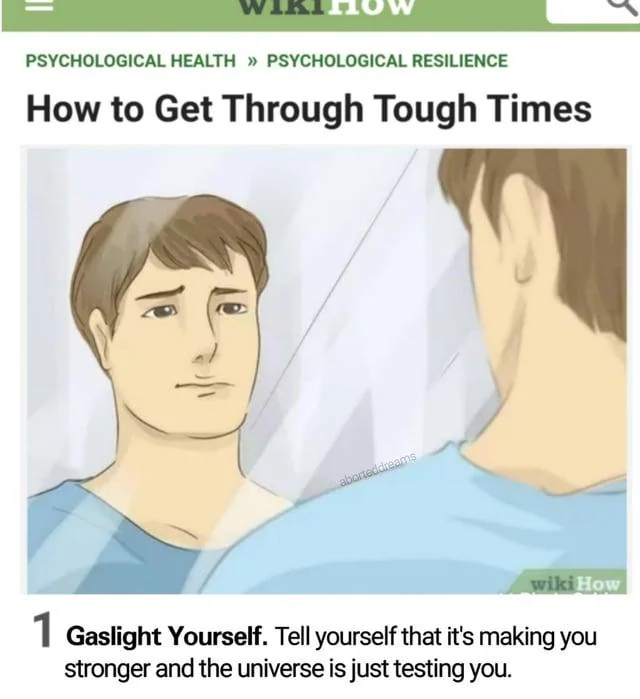 WIKIHOW
PSYCHOLOGICAL HEALTH » PSYCHOLOGICAL RESILIENCE
How to Get Through Tough Times
aborteddreams
wikiHow
1 Gaslight Yourself. Tell yourself that it's making you
stronger and the universe is just testing you.